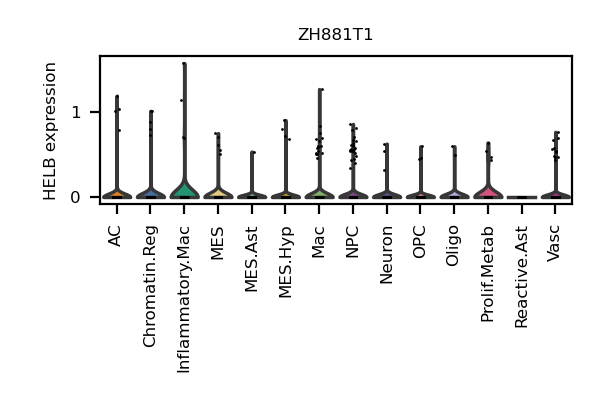 ZH881T1
HELB expression
1
0
AC
Chromatin.Reg
Inflammatory.Mac
MES
MES.Ast
MES.Hyp
Mac
NPC
Neuron
OPC
Oligo
Prolif.Metab
Reactive.Ast
Vasc